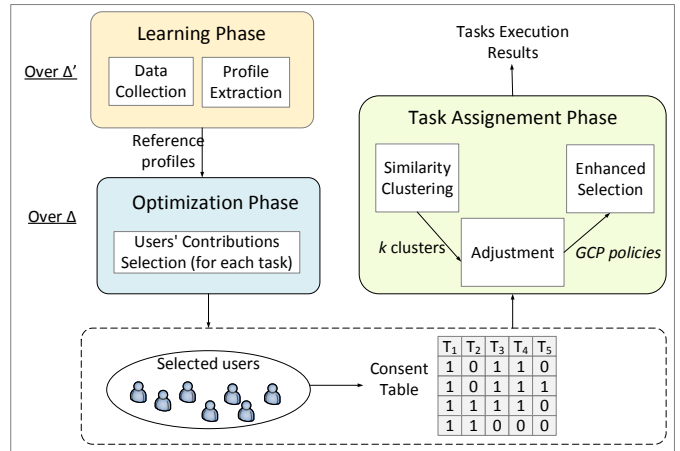 Learning Phase
Over Δ'
Data
Collection
Profile
Extraction
Reference
profiles
Over Δ
Optimization Phase
Users' Contributions
Selection (for each task)
Tasks Execution
Results
Task Assignement Phase
Similarity
Clustering
Enhanced
Selection
k clusters
Adjustment
GCP policies
Selected users
Consent
Table
T1 T2 T3 T4 T5
1 0 1 1 0
1 0 1 1 1
1 1 1 1 0
1 1 0 0 0